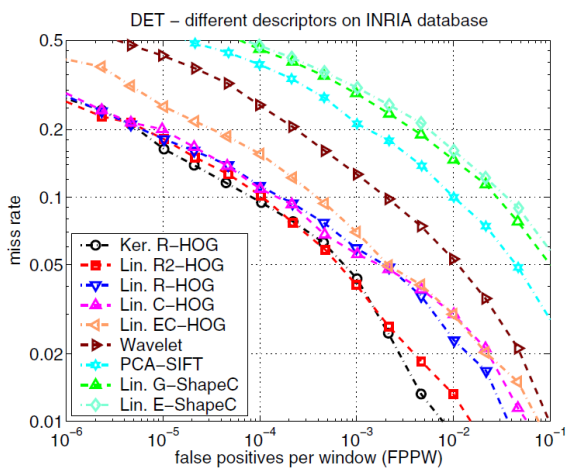 DET – different descriptors on INRIA database
0.5
0.2
0.1
0.05
0.02
0.01
miss rate
Ker. R–HOG
Lin. R2–HOG
Lin. R–HOG
Lin. C–HOG
Lin. EC–HOG
Wavelet
PCA–SIFT
Lin. G–ShapeC
Lin. E–ShapeC
10⁻⁶ 10⁻⁵ 10⁻⁴ 10⁻³ 10⁻² 10⁻¹
false positives per window (FPPW)